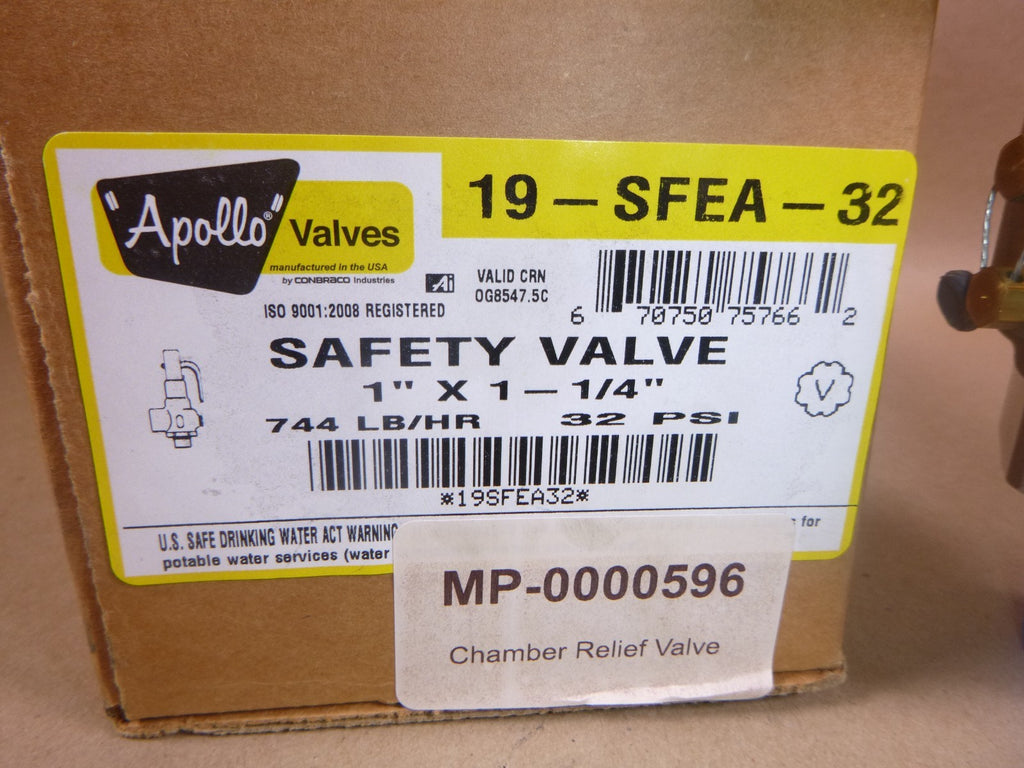 "Apollo®" Valves
manufactured in the USA
by CONBRACO Industries
19-SFEA-32
Ai
VALID CRN
0G8547.5C
ISO 9001:2008 REGISTERED
6 70750 75766 2
SAFETY VALVE
1" X 1-1/4"
V
744 LB/HR 32 PSI
*19SFEA32*
U.S. SAFE DRINKING WATER ACT WARNING
potable water services (water for
MP-0000596
Chamber Relief Valve